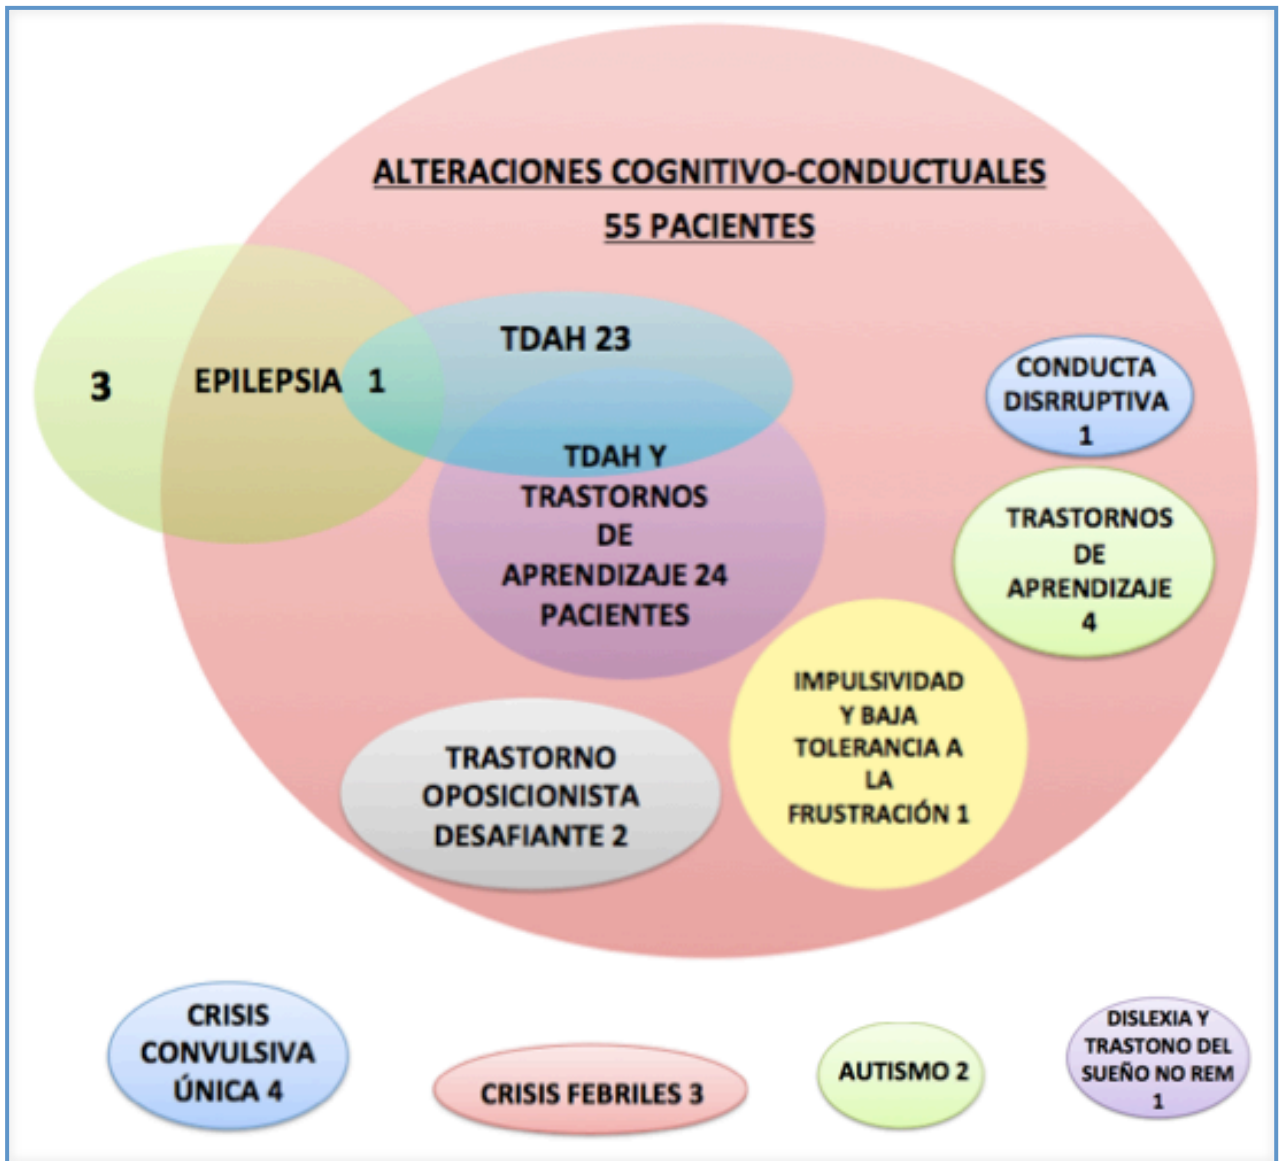 ALTERACIONES COGNITIVO-CONDUCTUALES
55 PACIENTES
TDAH 23
3
EPILEPSIA
1
TDAH Y
TRASTORNOS
DE
APRENDIZAJE 24
PACIENTES
CONDUCTA
DISRRUPTIVA
1
TRASTORNOS
DE
APRENDIZAJE
4
IMPULSIVIDAD
Y BAJA
TOLERANCIA A
LA
FRUSTRACIÓN 1
TRASTORNO
OPOSICIONISTA
DESAFIANTE 2
CRISIS
CONVULSIVA
ÚNICA 4
CRISIS FEBRILES 3
AUTISMO 2
DISLEXIA Y
TRASTONO DEL
SUEÑO NO REM
1